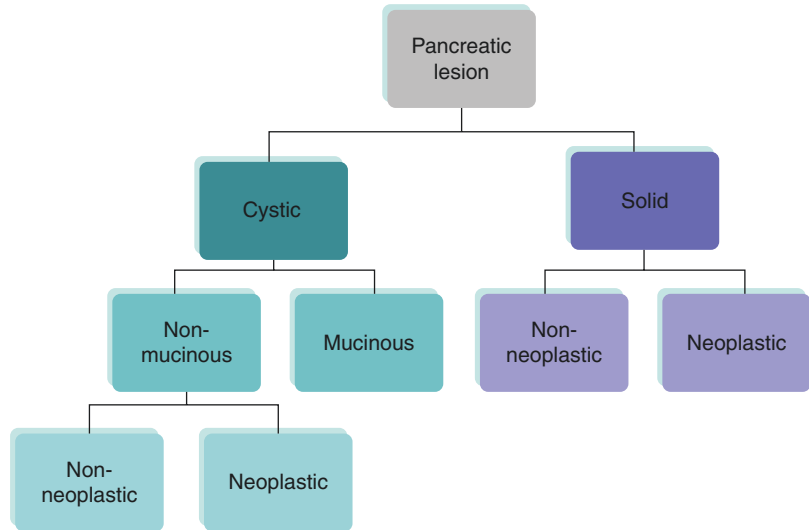 Pancreatic
lesion
Cystic
Solid
Non-
mucinous
Mucinous
Non-
neoplastic
Neoplastic
Non-
neoplastic
Neoplastic